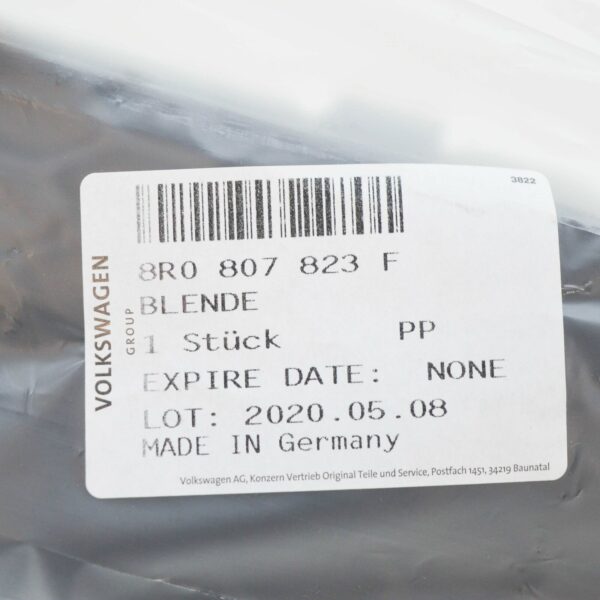 3822
VOLKSWAGEN
GROUP
8R0 807 823 F
BLENDE
1 Stück PP
EXPIRE DATE: NONE
LOT: 2020.05.08
MADE IN Germany
Volkswagen AG, Konzern Vertrieb Original Teile und Service, Postfach 1451, 34219 Baunatal